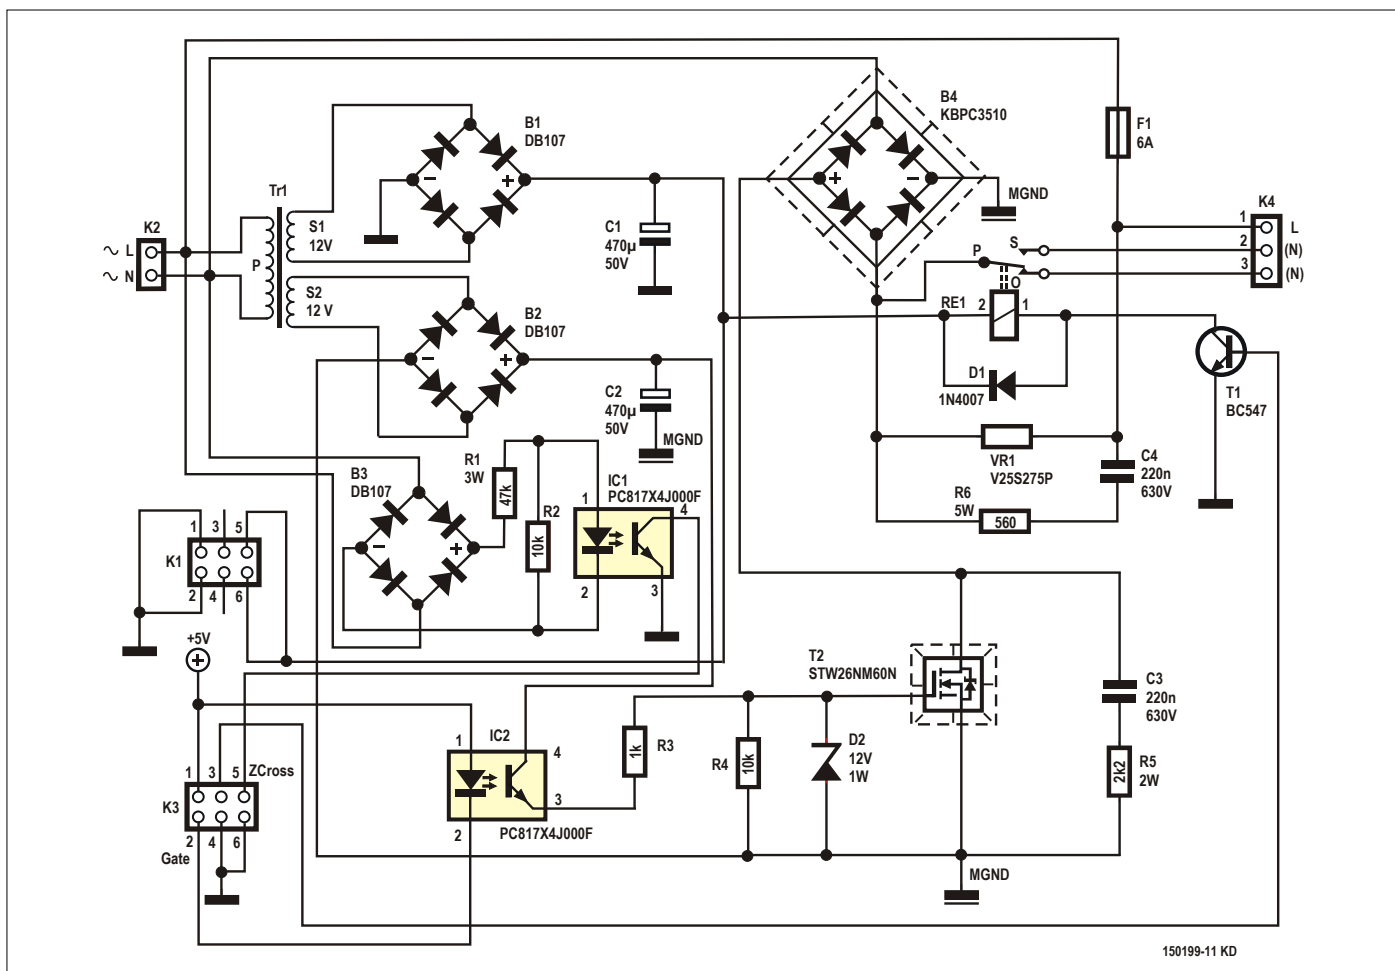 B1
DB107
B4
KBPC3510
F1
6A
Tr1
K2
L
N
P
S1
12V
S2
12 V
C1
470µ
50V
MGND
K4
1
2
3
L
(N)
(N)
P
S
O
RE1
2
1
B2
DB107
C2
470µ
50V
MGND
D1
1N4007
T1
BC547
VR1
V25S275P
C4
220n
630V
R6
5W
560
B3
DB107
R1
3W
47k
R2
10k
IC1
PC817X4J000F
1
4
2
3
K1
1
3
5
2
4
6
+5V
T2
STW26NM60N
C3
220n
630V
R5
2W
2k2
IC2
1
4
2
3
PC817X4J000F
R3
1k
R4
10k
D2
12V
1W
K3
1
3
5
ZCross
2
4
6
Gate
MGND
150199-11 KD